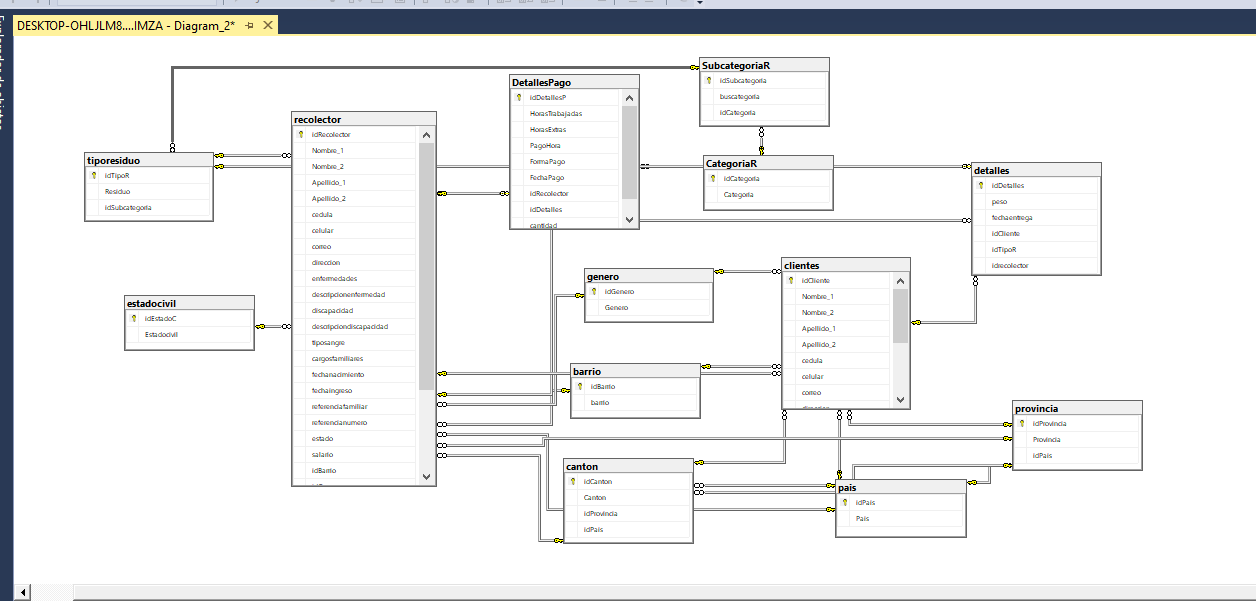 DESKTOP-OHLJLM8....IMZA - Diagram_2*
SubcategoriaR
idSubcategoria
buscategoria
idCategoria
DetallesPago
idDetallesP
HorasTrabajadas
HorasExtras
PagoHora
FormaPago
FechaPago
idRecolector
idDetalles
cantidad
recolector
idRecolector
Nombre_1
Nombre_2
Apellido_1
Apellido_2
cedula
celular
correo
direccion
enfermedades
descripcionenfermedad
discapacidad
descripciondiscapacidad
tiposangre
cargosfamiliares
fechanacimiento
fechaingreso
referenciafamiliar
referencianumero
estado
salario
idBarrio
tiporesiduo
idTipoR
Residuo
idSubcategoria
CategoriaR
idCategoria
Categoria
detalles
idDetalles
peso
fechaentrega
idCliente
idTipoR
idrecolector
clientes
idCliente
Nombre_1
Nombre_2
Apellido_1
Apellido_2
cedula
celular
correo
genero
idGenero
Genero
estadocivil
idEstadoC
Estadocivil
barrio
idBarrio
barrio
provincia
idProvincia
Provincia
idPais
canton
idCanton
Canton
idProvincia
idPais
pais
idPais
Pais